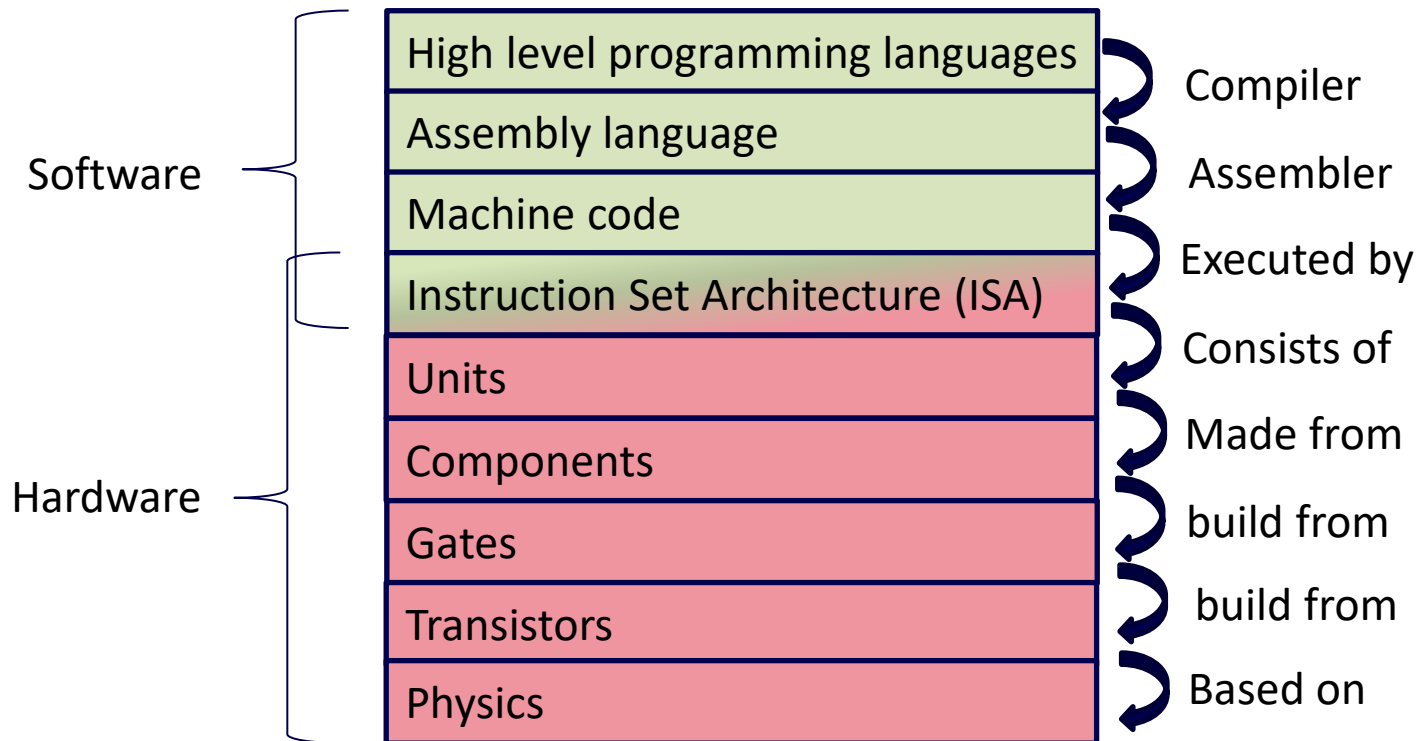 High level programming languages
Compiler
Assembly language
Software
Assembler
Machine code
Executed by
Instruction Set Architecture (ISA)
Consists of
Units
Made from
Components
Hardware
build from
Gates
build from
Transistors
Based on
Physics